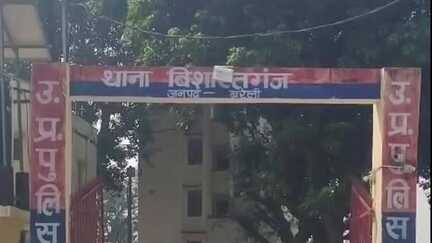 थाना बिशारतगंज
जनपद - बरेली
उ.प्र.पुलिस
उ.प्र.पुलिस